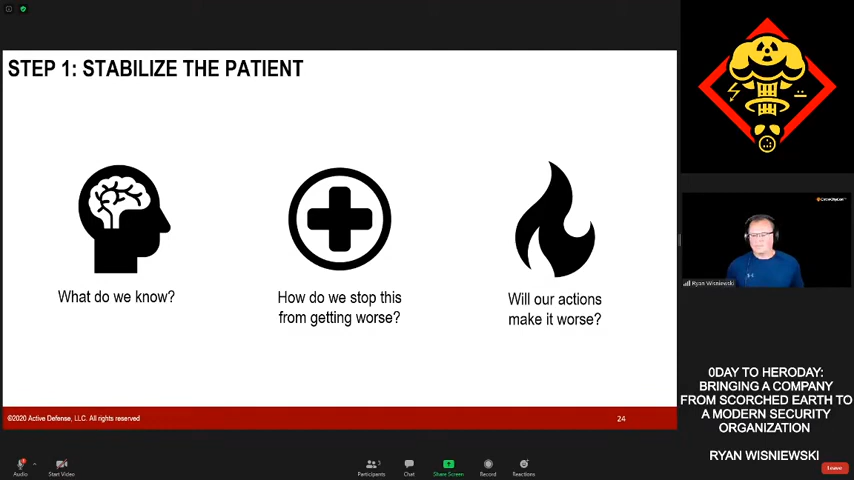 STEP 1: STABILIZE THE PATIENT
What do we know?
How do we stop this
from getting worse?
Will our actions
make it worse?
©2020 Active Defense, LLC. All rights reserved
24
Ryan Wisniewski
0DAY TO HERODAY:
BRINGING A COMPANY
FROM SCORCHED EARTH TO
A MODERN SECURITY
ORGANIZATION
RYAN WISNIEWSKI
Audio
Start Video
Participants
3
Chat
Share Screen
Record
Reactions
Leave